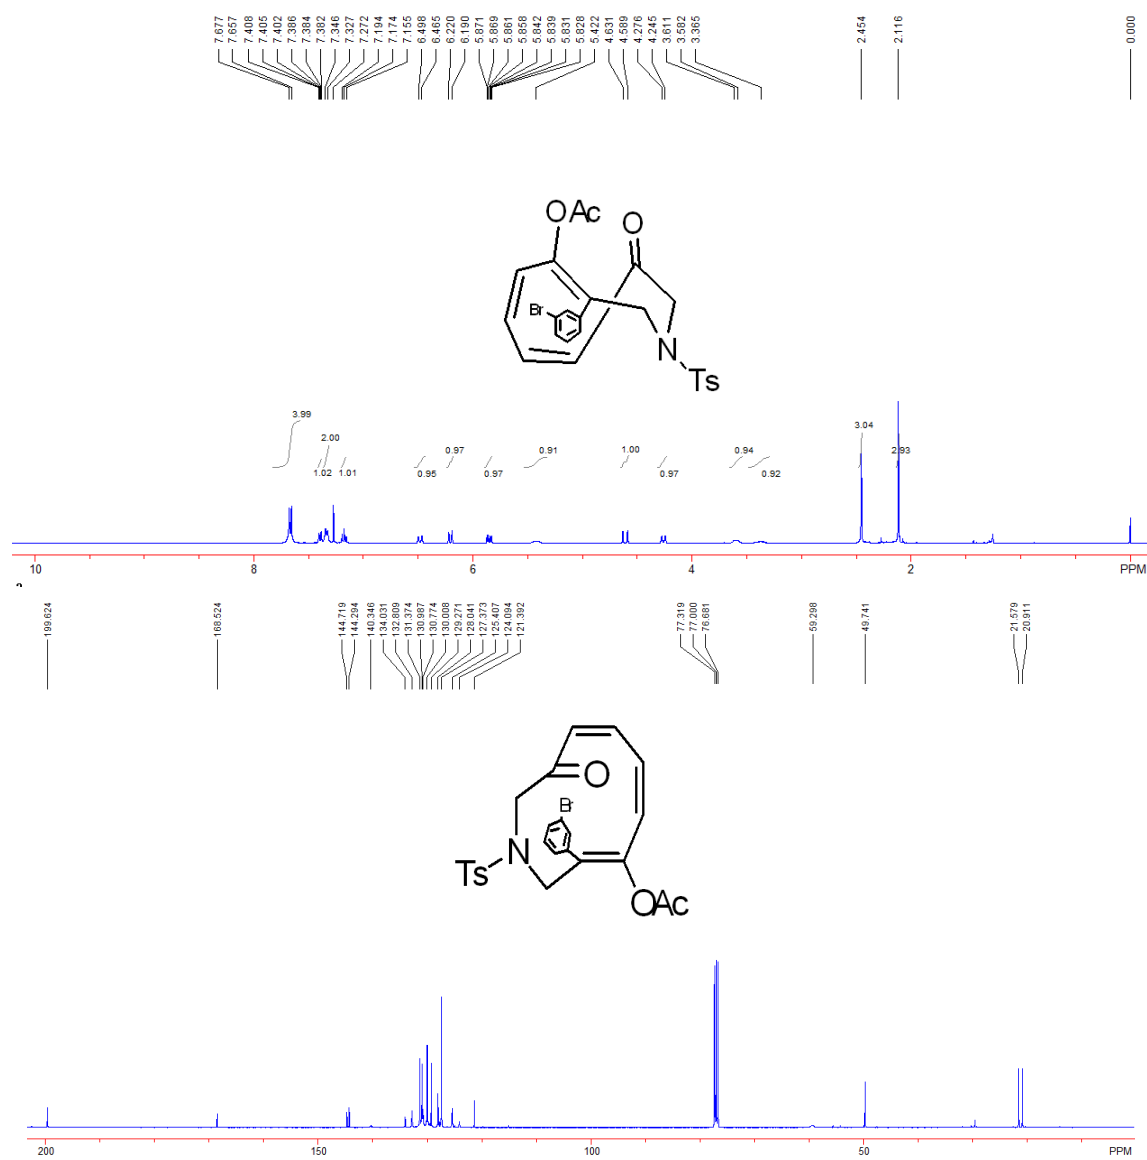 7.677 7.657 7.408 7.405 7.402 7.386 7.384 7.382 7.346 7.327 7.272 7.194 7.174 7.155 6.498 6.465 6.220 6.190 5.871 5.869 5.861 5.858 5.842 5.839 5.831 5.828 5.422 4.631 4.589 4.276 4.245 3.611 3.582 3.365 2.454 2.116 0.000
OAc
O
Br
N
Ts
3.99 2.00 1.02 1.01 0.95 0.97 0.97 0.91 1.00 0.97 0.94 0.92 3.04 2.93
10 8 6 4 2 PPM
199.624 168.524 144.719 144.294 140.346 134.031 132.809 131.374 130.987 130.774 130.008 129.271 128.041 127.373 125.407 124.094 121.392 77.319 77.000 76.681 59.298 49.741 21.579 20.911
O
Br
N
Ts
OAc
200 150 100 50 PPM